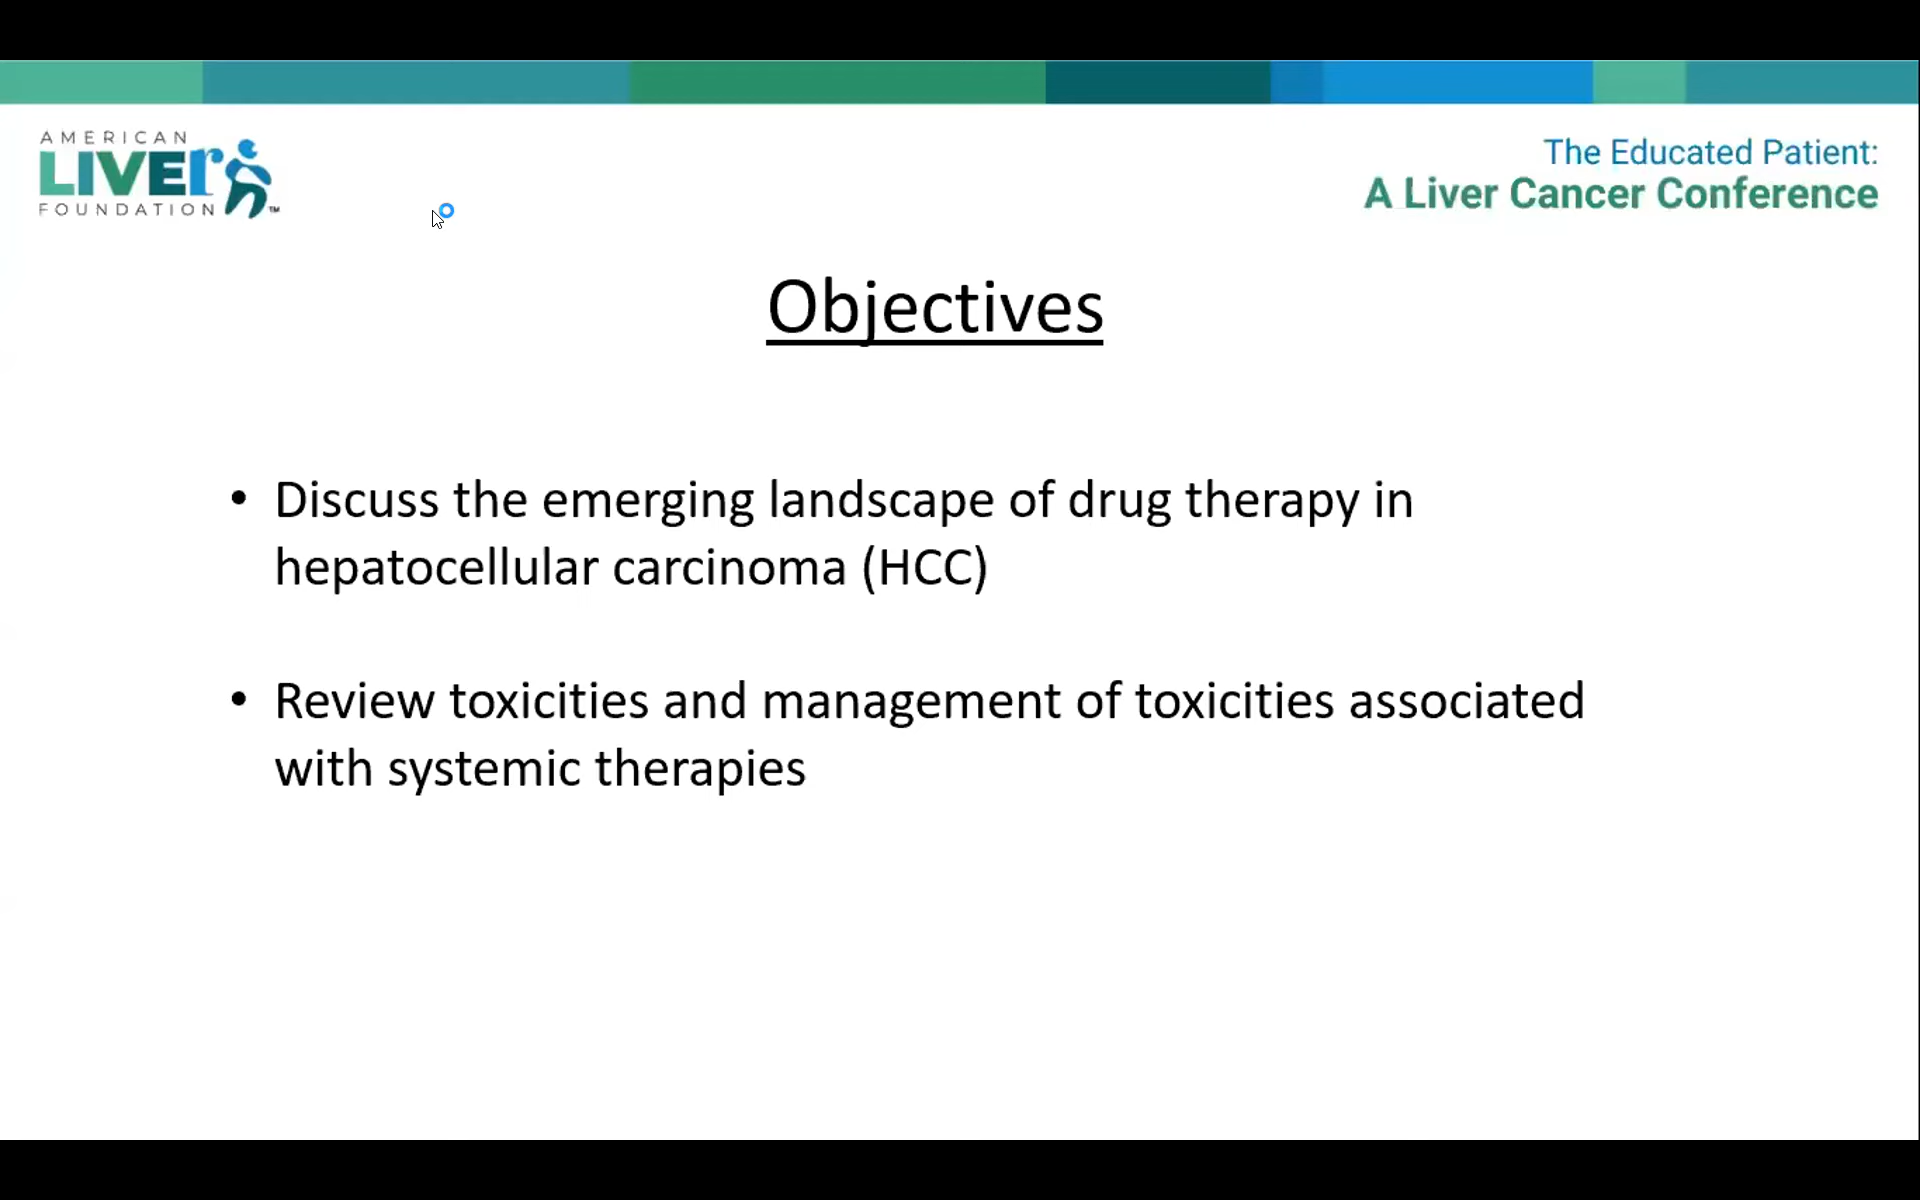 AMERICAN
LIVER
FOUNDATION ™
The Educated Patient:
A Liver Cancer Conference
Objectives
• Discuss the emerging landscape of drug therapy in
hepatocellular carcinoma (HCC)
• Review toxicities and management of toxicities associated
with systemic therapies